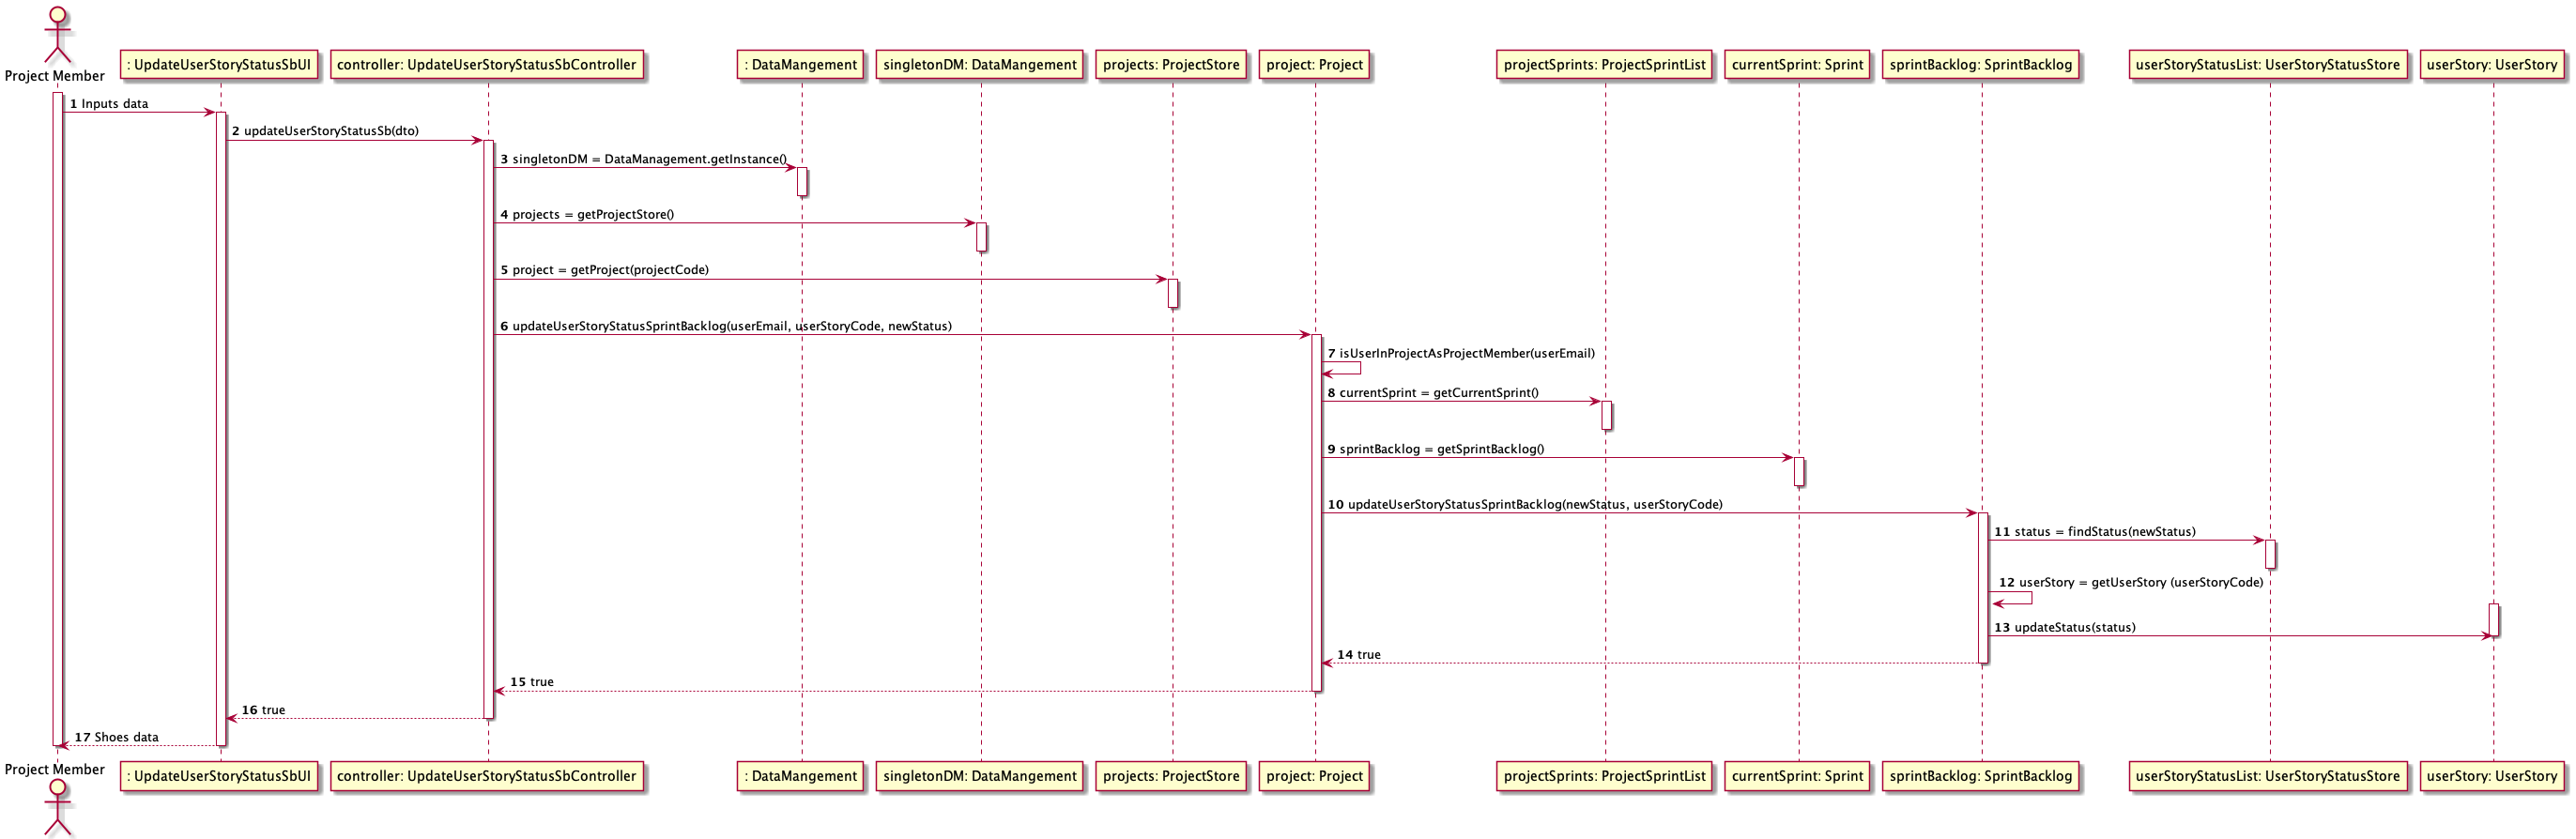 Project Member
: UpdateUserStoryStatusSbUI
controller: UpdateUserStoryStatusSbController
: DataMangement
singletonDM: DataMangement
projects: ProjectStore
project: Project
projectSprints: ProjectSprintList
currentSprint: Sprint
sprintBacklog: SprintBacklog
userStoryStatusList: UserStoryStatusStore
userStory: UserStory
1 Inputs data
2 updateUserStoryStatusSb(dto)
3 singletonDM = DataManagement.getInstance()
4 projects = getProjectStore()
5 project = getProject(projectCode)
6 updateUserStoryStatusSprintBacklog(userEmail, userStoryCode, newStatus)
7 isUserInProjectAsProjectMember(userEmail)
8 currentSprint = getCurrentSprint()
9 sprintBacklog = getSprintBacklog()
10 updateUserStoryStatusSprintBacklog(newStatus, userStoryCode)
11 status = findStatus(newStatus)
12 userStory = getUserStory (userStoryCode)
13 updateStatus(status)
14 true
15 true
16 true
17 Shoes data
Project Member
: UpdateUserStoryStatusSbUI
controller: UpdateUserStoryStatusSbController
: DataMangement
singletonDM: DataMangement
projects: ProjectStore
project: Project
projectSprints: ProjectSprintList
currentSprint: Sprint
sprintBacklog: SprintBacklog
userStoryStatusList: UserStoryStatusStore
userStory: UserStory